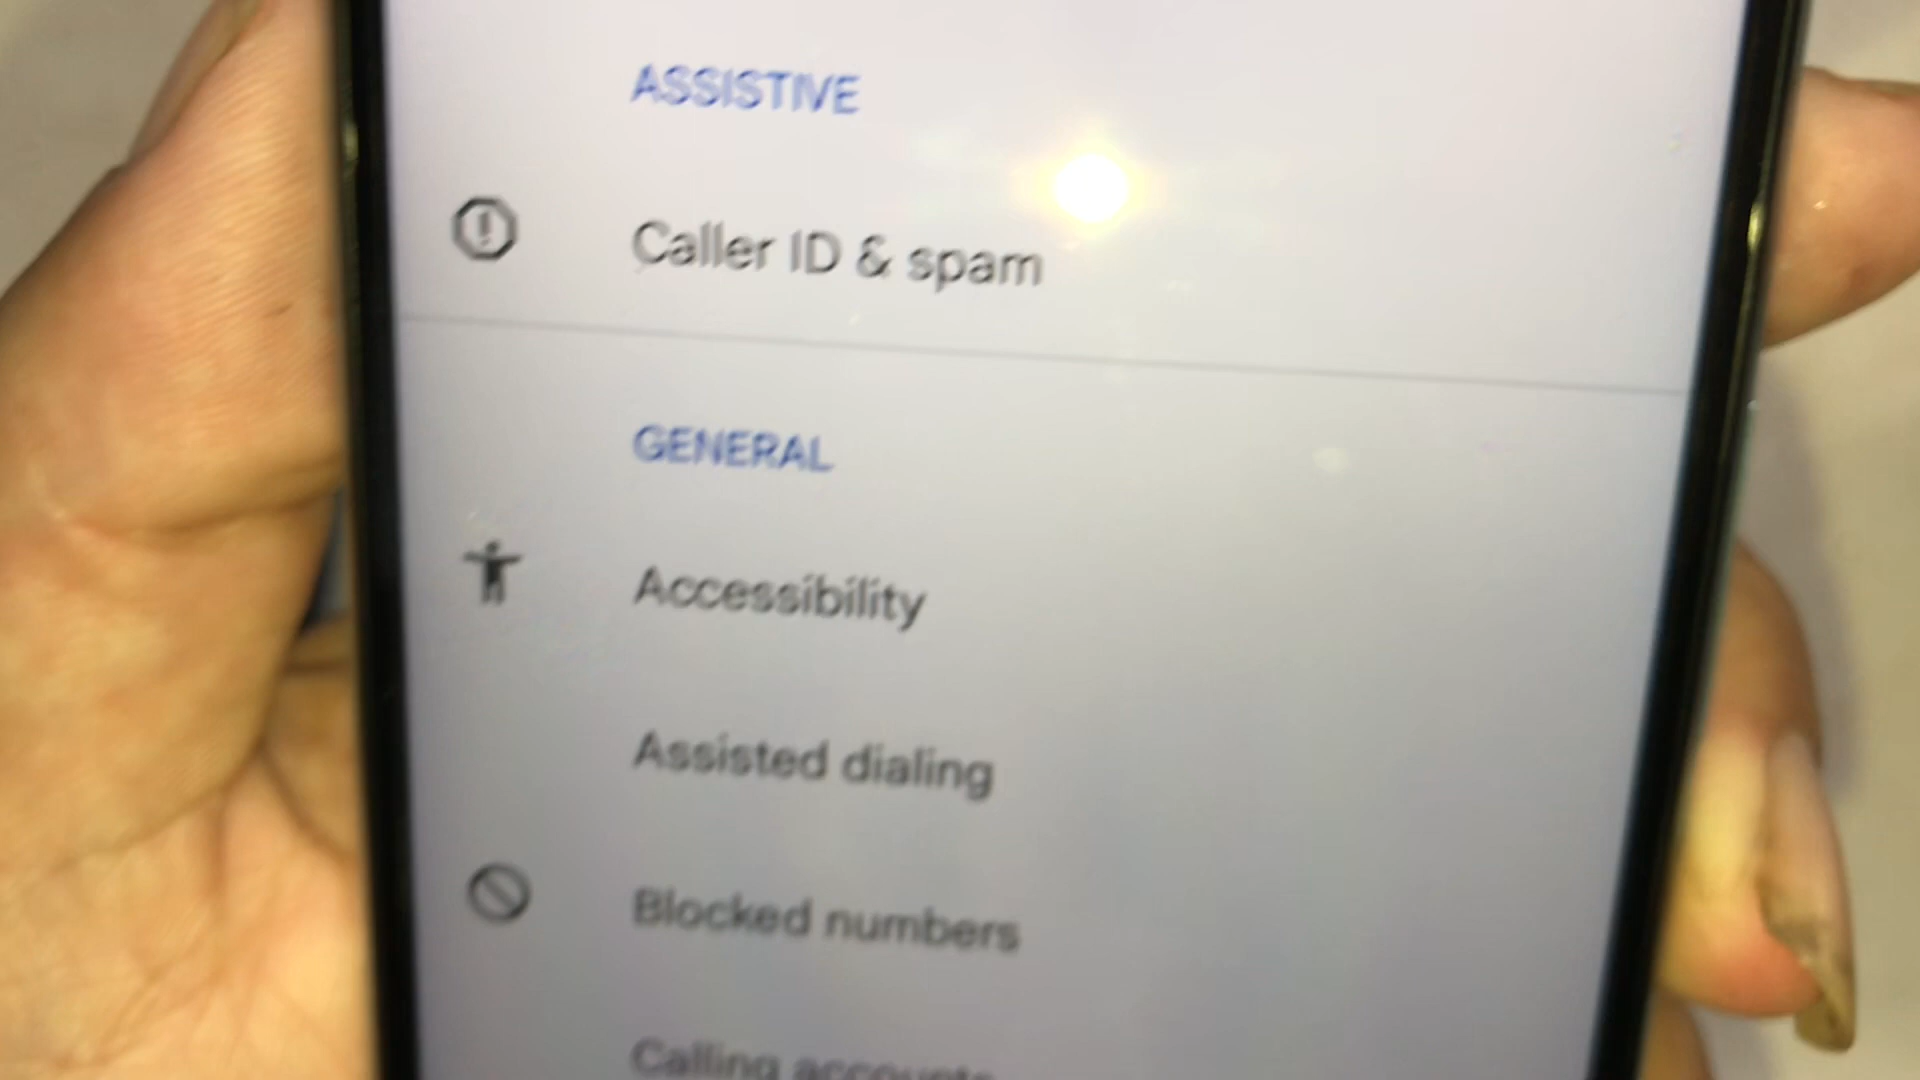 ASSISTIVE
Caller ID & spam
GENERAL
Accessibility
Assisted dialing
Blocked numbers
Calling accounts